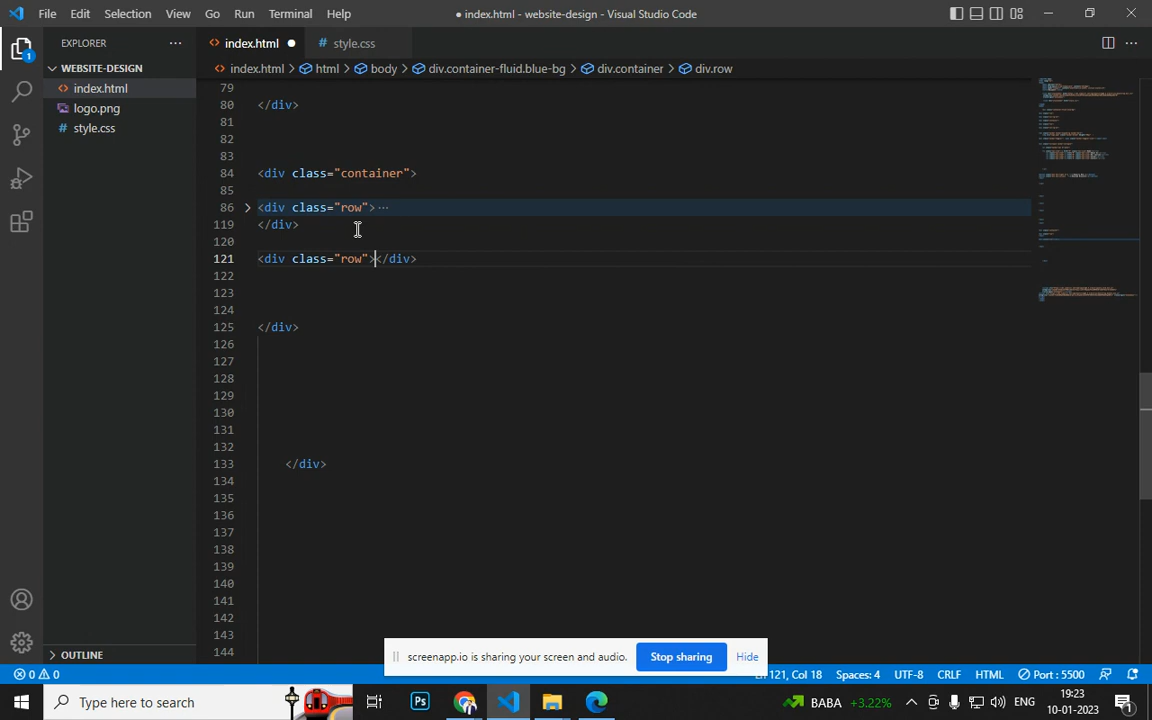 File Edit Selection View Go Run Terminal Help
● index.html - website-design - Visual Studio Code
EXPLORER
index.html ●
# style.css
WEBSITE-DESIGN
index.html
logo.png
# style.css
index.html > html > body > div.container-fluid.blue-bg > div.container > div.row
79
80 </div>
81
82
83
84 <div class="container">
85
86 <div class="row"> ···
119 </div>
120
121 <div class="row"></div>
122
123
124
125 </div>
126
127
128
129
130
131
132
133 </div>
134
135
136
137
138
139
140
141
142
143
144
OUTLINE
screenapp.io is sharing your screen and audio.
Stop sharing
Hide
1
0 0
Ln 121, Col 18
Spaces: 4
UTF-8
CRLF
HTML
Port : 5500
Type here to search
Ps
BABA +3.22%
ENG
19:23
10-01-2023
1